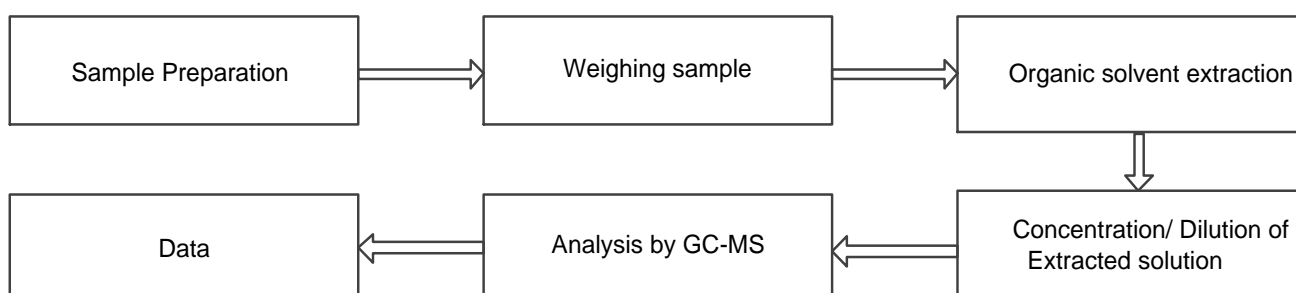 Sample Preparation
Weighing sample
Organic solvent extraction
Concentration/ Dilution of
Extracted solution
Analysis by GC-MS
Data